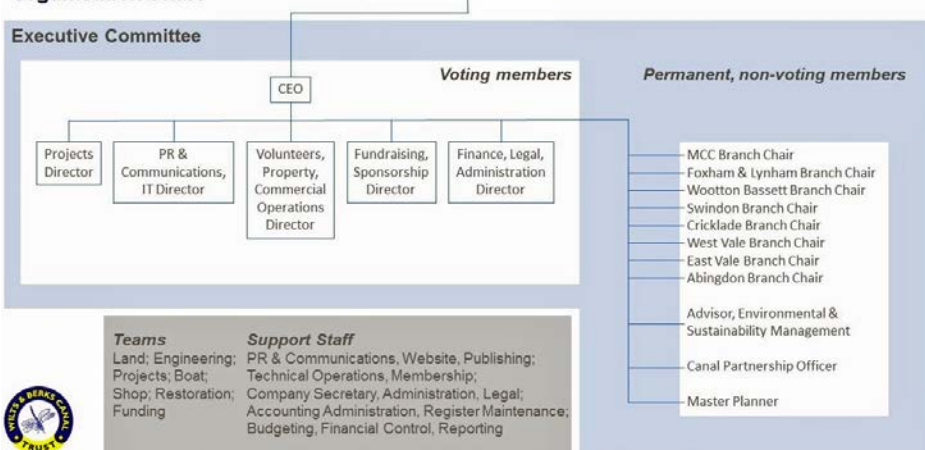 Executive Committee
Voting members
Permanent, non-voting members
CEO
Projects
Director
PR &
Communications,
IT Director
Volunteers,
Property,
Commercial
Operations
Director
Fundraising,
Sponsorship
Director
Finance, Legal,
Administration
Director
MCC Branch Chair
Foxham & Lynham Branch Chair
Wootton Bassett Branch Chair
Swindon Branch Chair
Cricklade Branch Chair
West Vale Branch Chair
East Vale Branch Chair
Abingdon Branch Chair
Advisor, Environmental &
Sustainability Management
Canal Partnership Officer
Master Planner
Teams
Land; Engineering;
Projects; Boat;
Shop; Restoration;
Funding
Support Staff
PR & Communications, Website, Publishing;
Technical Operations, Membership;
Company Secretary, Administration, Legal;
Accounting Administration, Register Maintenance;
Budgeting, Financial Control, Reporting
WILTS & BERKS CANAL
TRUST